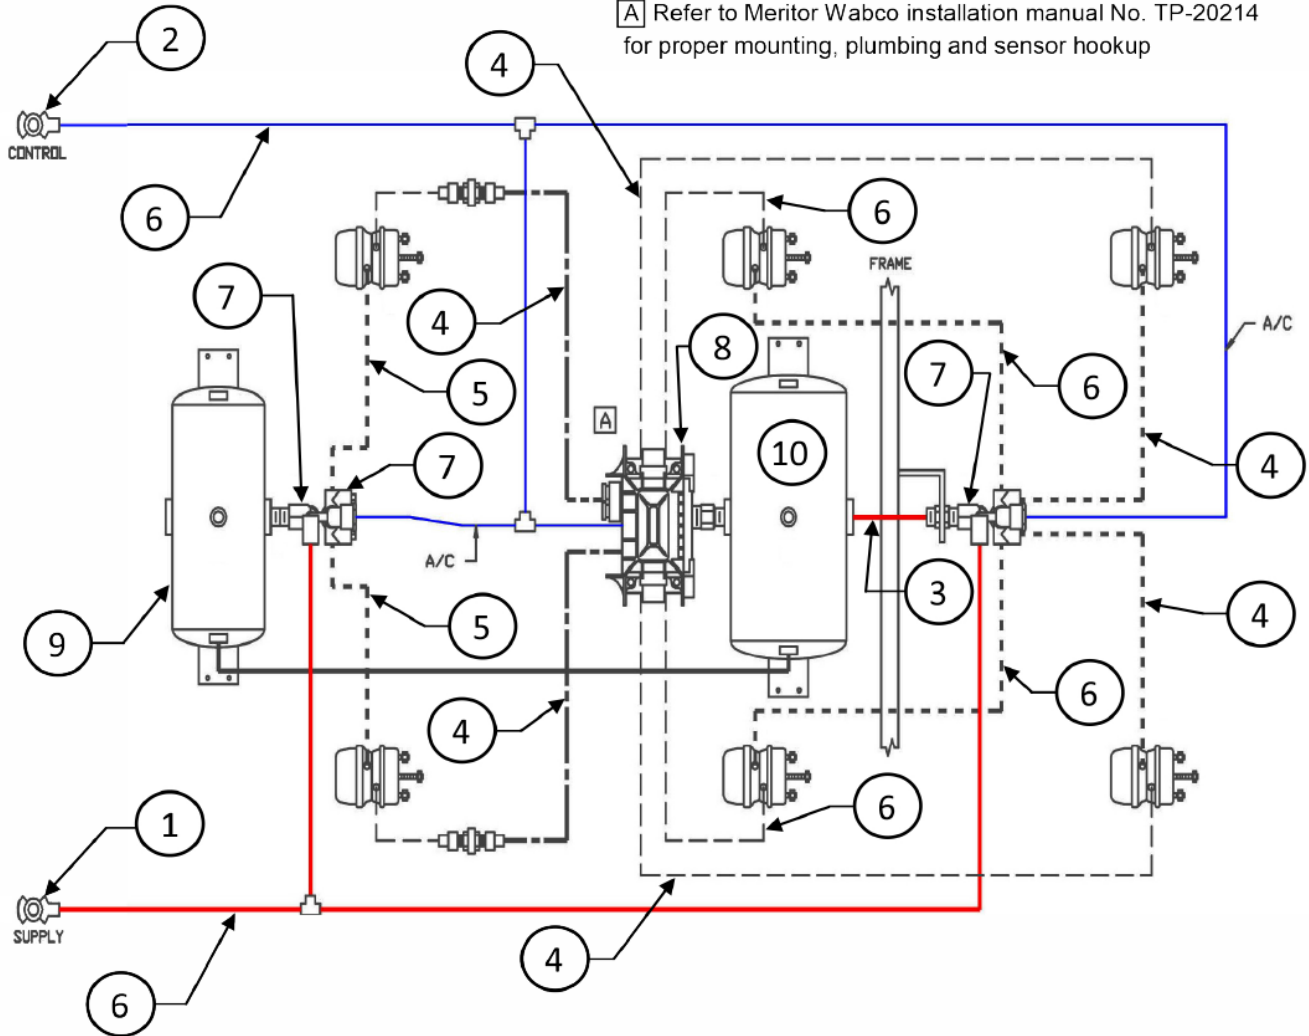 A Refer to Meritor Wabco installation manual No. TP-20214
for proper mounting, plumbing and sensor hookup
2
4
CONTROL
6
6
FRAME
7
4
8
A/C
7
6
5
A
7
10
4
A/C
3
9
5
4
6
4
1
6
SUPPLY
4
6